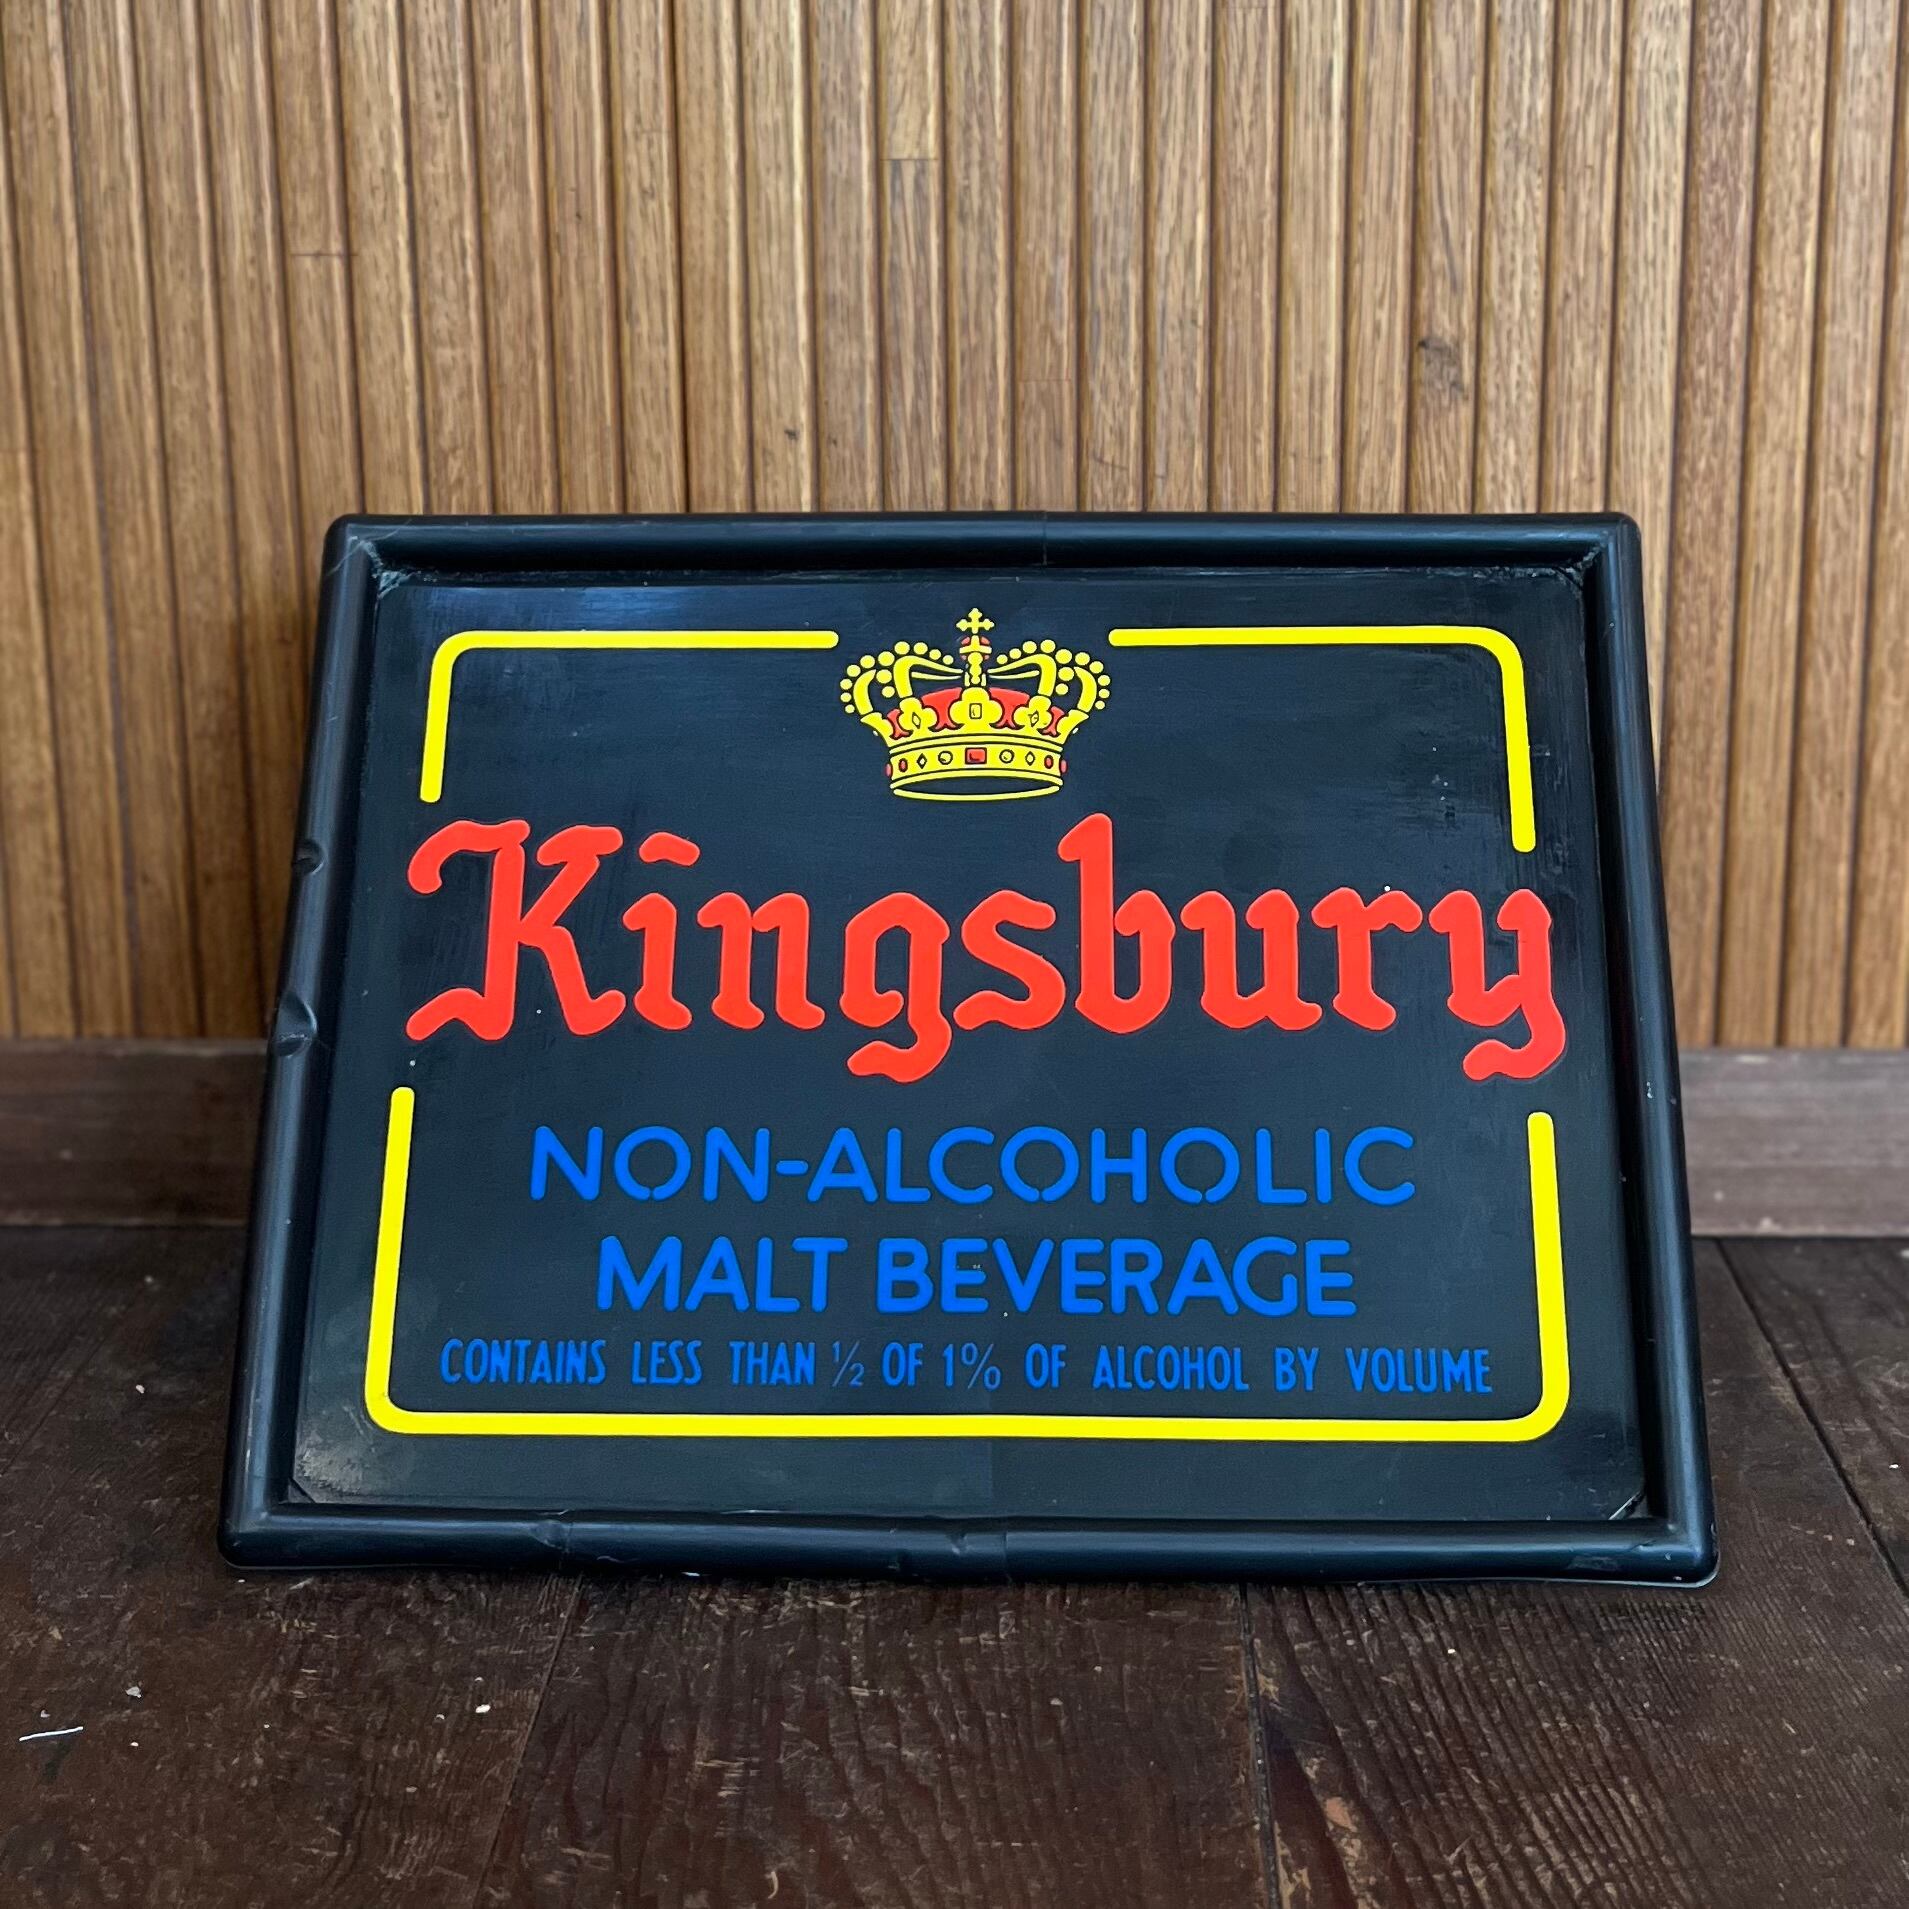 Kingsbury
NON-ALCOHOLIC
MALT BEVERAGE
CONTAINS LESS THAN ½ OF 1% OF ALCOHOL BY VOLUME